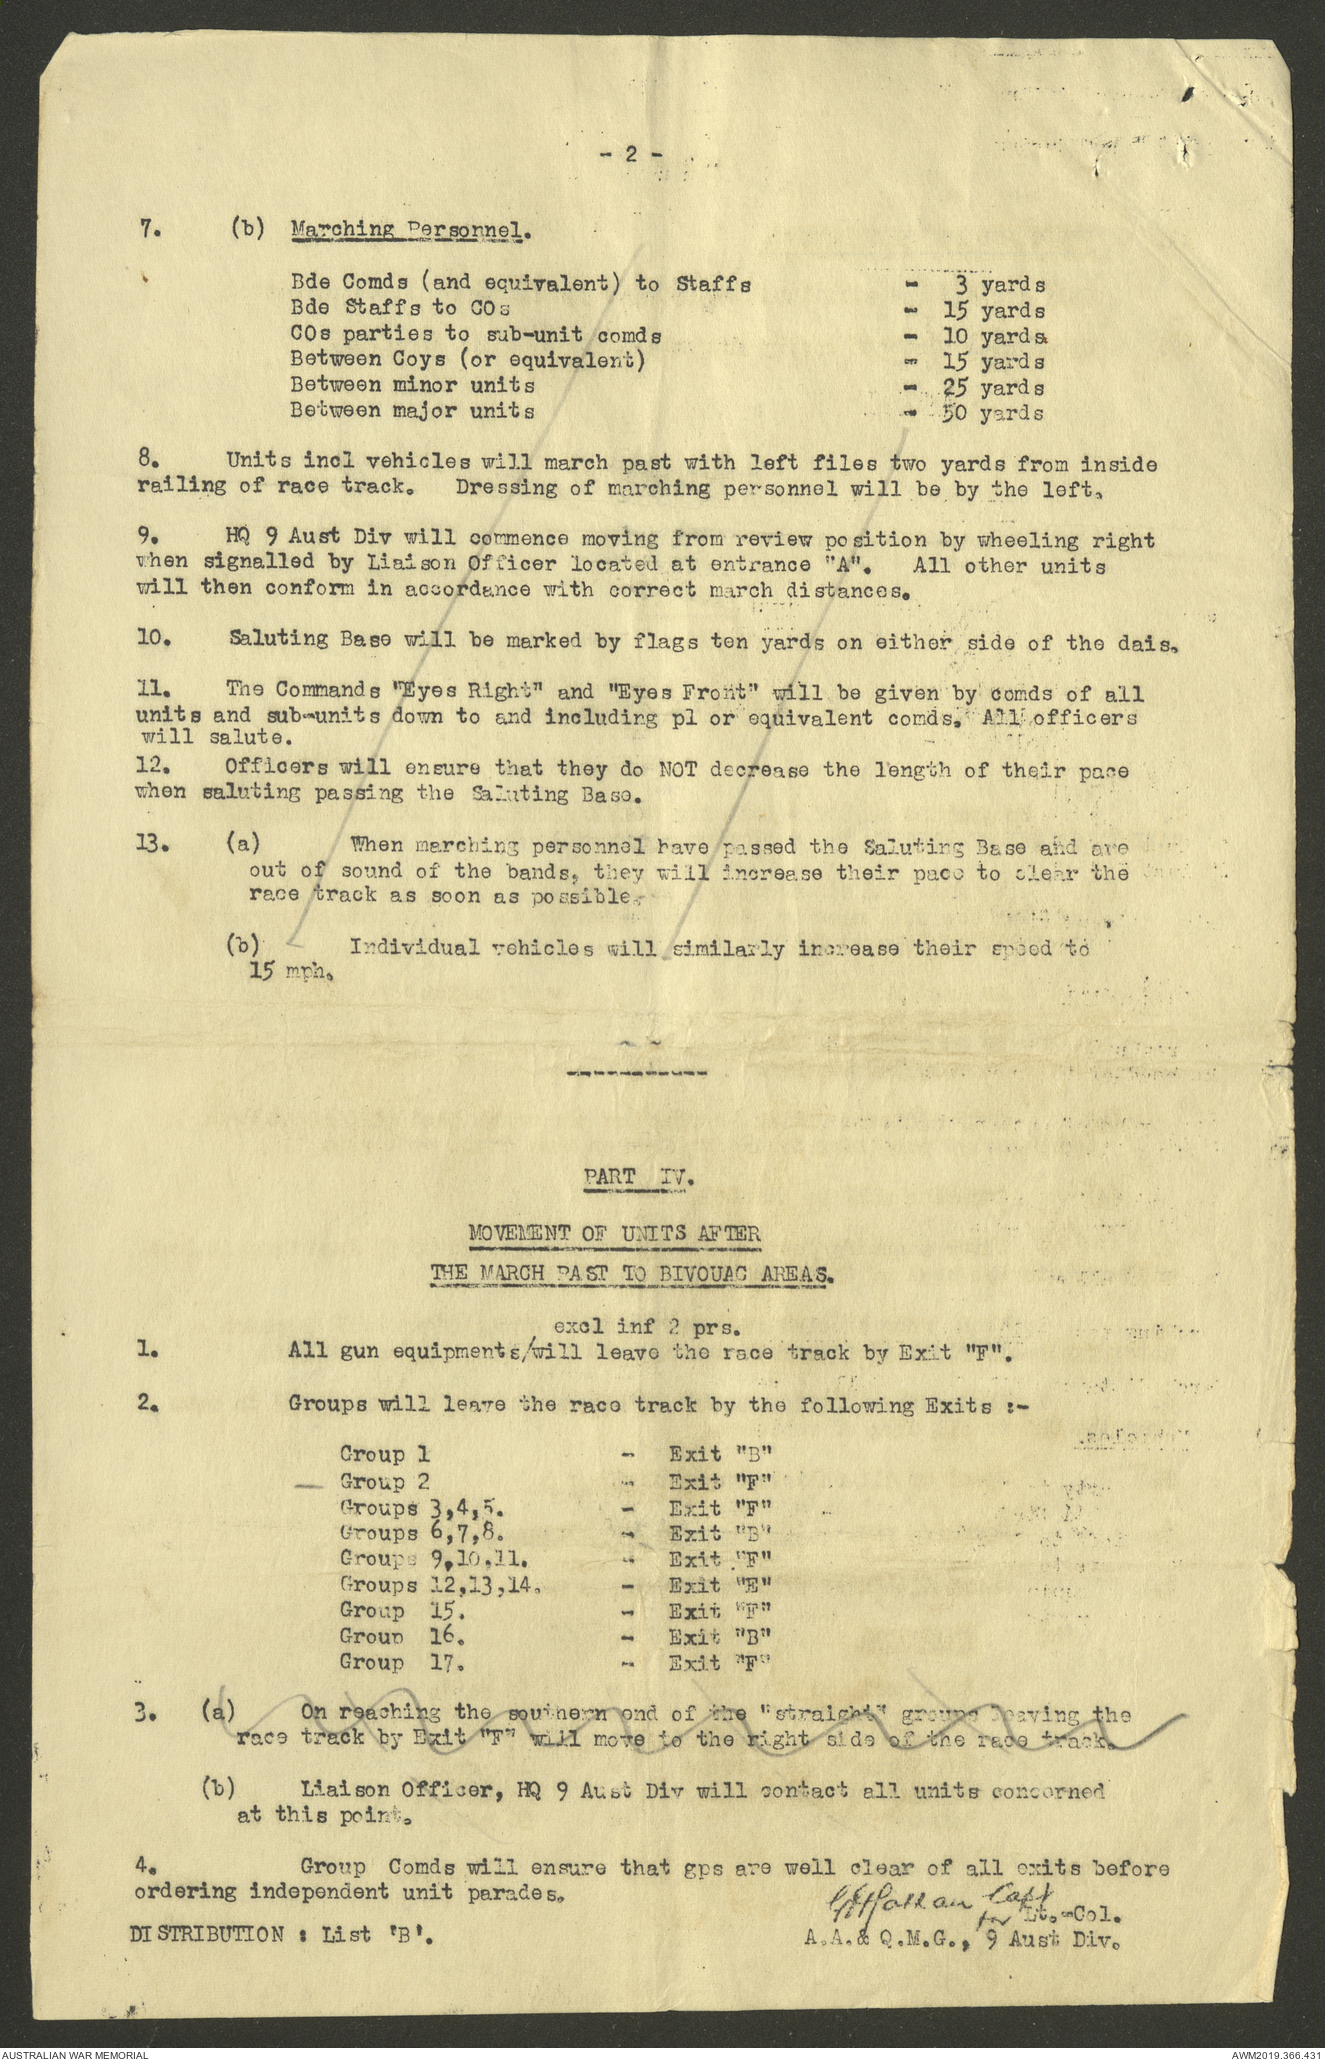 - 2 -
7. (b) Marching Personnel.
Bde Comds (and equivalent) to Staffs - 3 yards
Bde Staffs to COs - 15 yards
COs parties to sub-unit comds - 10 yards
Between Coys (or equivalent) - 15 yards
Between minor units - 25 yards
Between major units - 50 yards
8. Units incl vehicles will march past with left files two yards from inside
railing of race track. Dressing of marching personnel will be by the left.
9. HQ 9 Aust Div will commence moving from review position by wheeling right
when signalled by Liaison Officer located at entrance "A". All other units
will then conform in accordance with correct march distances.
10. Saluting Base will be marked by flags ten yards on either side of the dais.
11. The Commands "Eyes Right" and "Eyes Front" will be given by comds of all
units and sub-units down to and including pl or equivalent comds. All officers
will salute.
12. Officers will ensure that they do NOT decrease the length of their pace
when saluting passing the Saluting Base.
13. (a) When marching personnel have passed the Saluting Base and are
out of sound of the bands, they will increase their pace to clear the
race track as soon as possible.
(b) Individual vehicles will similarly increase their speed to
15 mph.
PART IV.
MOVEMENT OF UNITS AFTER
THE MARCH PAST TO BIVOUAC AREAS.
excl inf 2 prs.
1. All gun equipments/will leave the race track by Exit "F".
2. Groups will leave the race track by the following Exits :-
Group 1 - Exit "B"
Group 2 - Exit "F"
Groups 3,4,5. - Exit "F"
Groups 6,7,8. - Exit "B"
Groups 9,10,11. - Exit "F"
Groups 12,13,14. - Exit "E"
Group 15. - Exit "F"
Group 16. - Exit "B"
Group 17. - Exit "F"
3. (a) On reaching the southern end of the "straight" groups leaving the
race track by Exit "F" will move to the right side of the race track.
(b) Liaison Officer, HQ 9 Aust Div will contact all units concerned
at this point.
4. Group Comds will ensure that gps are well clear of all exits before
ordering independent unit parades.
Capt
for Lt.-Col.
DISTRIBUTION : List 'B'. A.A.& Q.M.G., 9 Aust Div.
AUSTRALIAN WAR MEMORIAL AWM2019.366.431